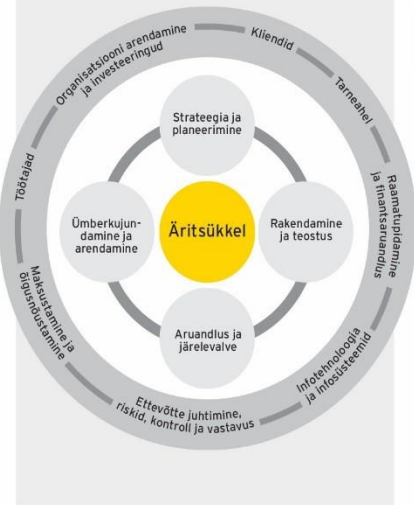 Organisatsiooni arendamine
ja investeeringud
Kliendid
Tarneahel
Raamatupidamine
ja finantsaruandlus
Infotehnoloogia
ja infosüsteemid
Ettevõtte juhtimine,
riskid, kontroll ja vastavus
Maksustamine ja
õigusnõustamine
Töötajad
Strateegia ja
planeerimine
Rakendamine
ja teostus
Aruandlus ja
järelevalve
Ümberkujun-
damine ja
arendamine
Äritsükkel